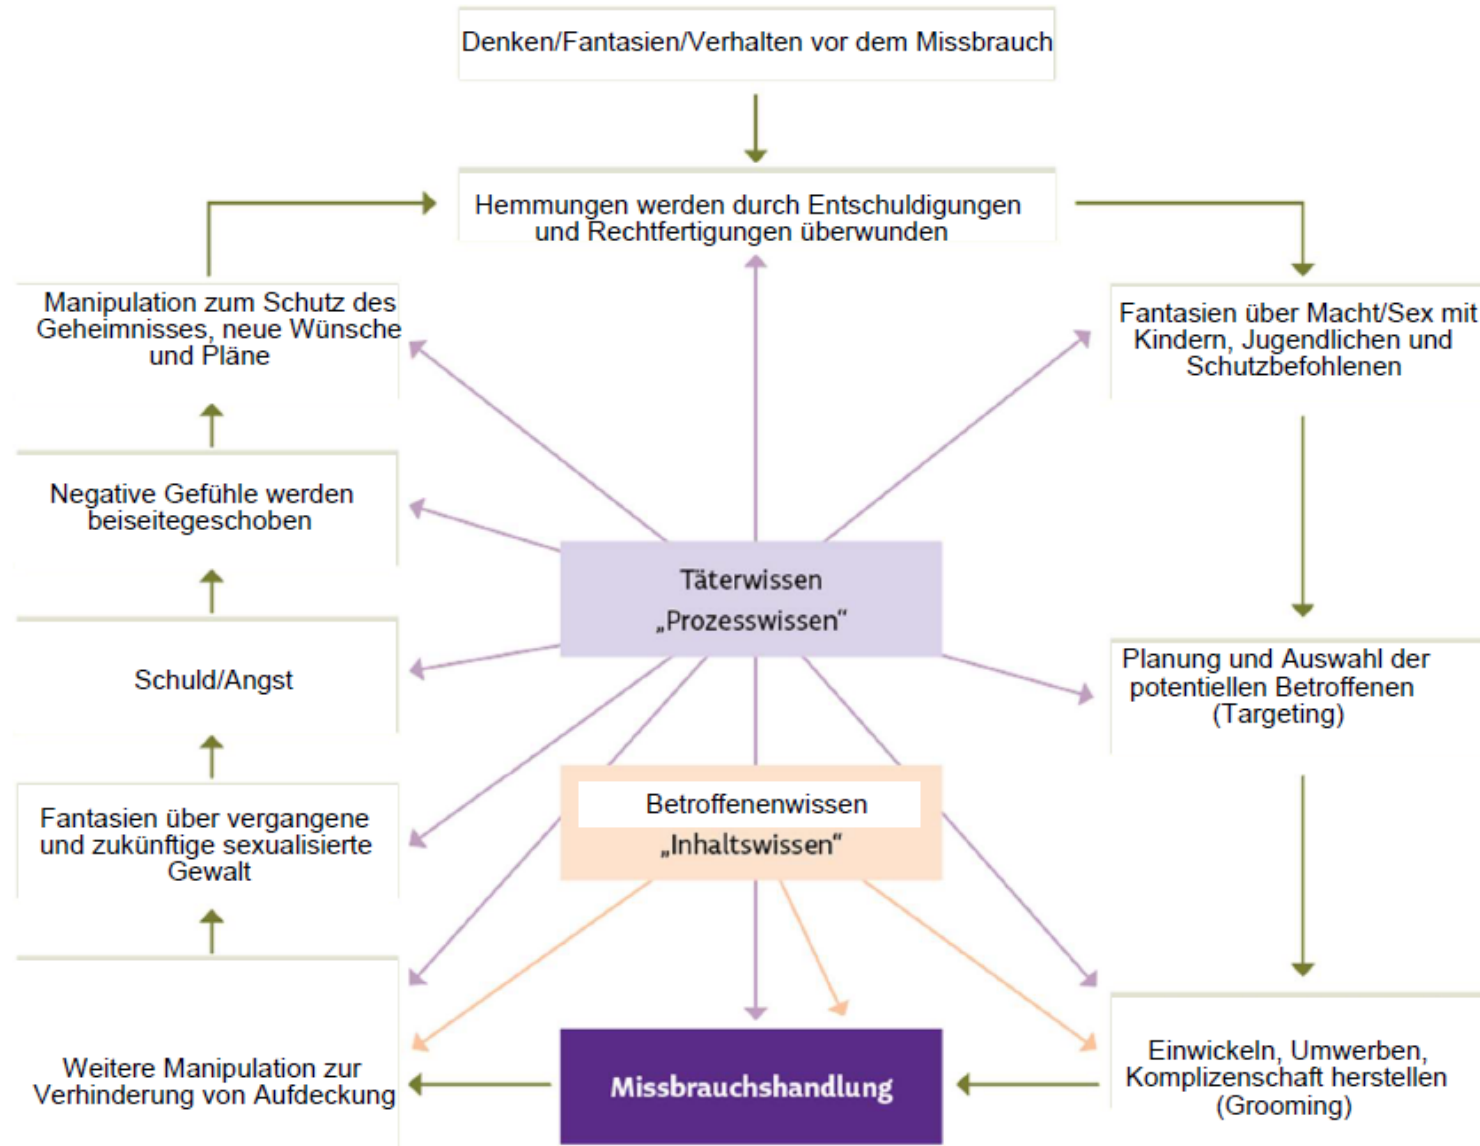 Denken/Fantasien/Verhalten vor dem Missbrauch
Hemmungen werden durch Entschuldigungen
und Rechtfertigungen überwunden
Manipulation zum Schutz des
Geheimnisses, neue Wünsche
und Pläne
Fantasien über Macht/Sex mit
Kindern, Jugendlichen und
Schutzbefohlenen
Negative Gefühle werden
beiseitegeschoben
Täterwissen
„Prozesswissen“
Schuld/Angst
Planung und Auswahl der
potentiellen Betroffenen
(Targeting)
Fantasien über vergangene
und zukünftige sexualisierte
Gewalt
Betroffenenwissen
„Inhaltswissen“
Weitere Manipulation zur
Verhinderung von Aufdeckung
Missbrauchshandlung
Einwickeln, Umwerben,
Komplizenschaft herstellen
(Grooming)